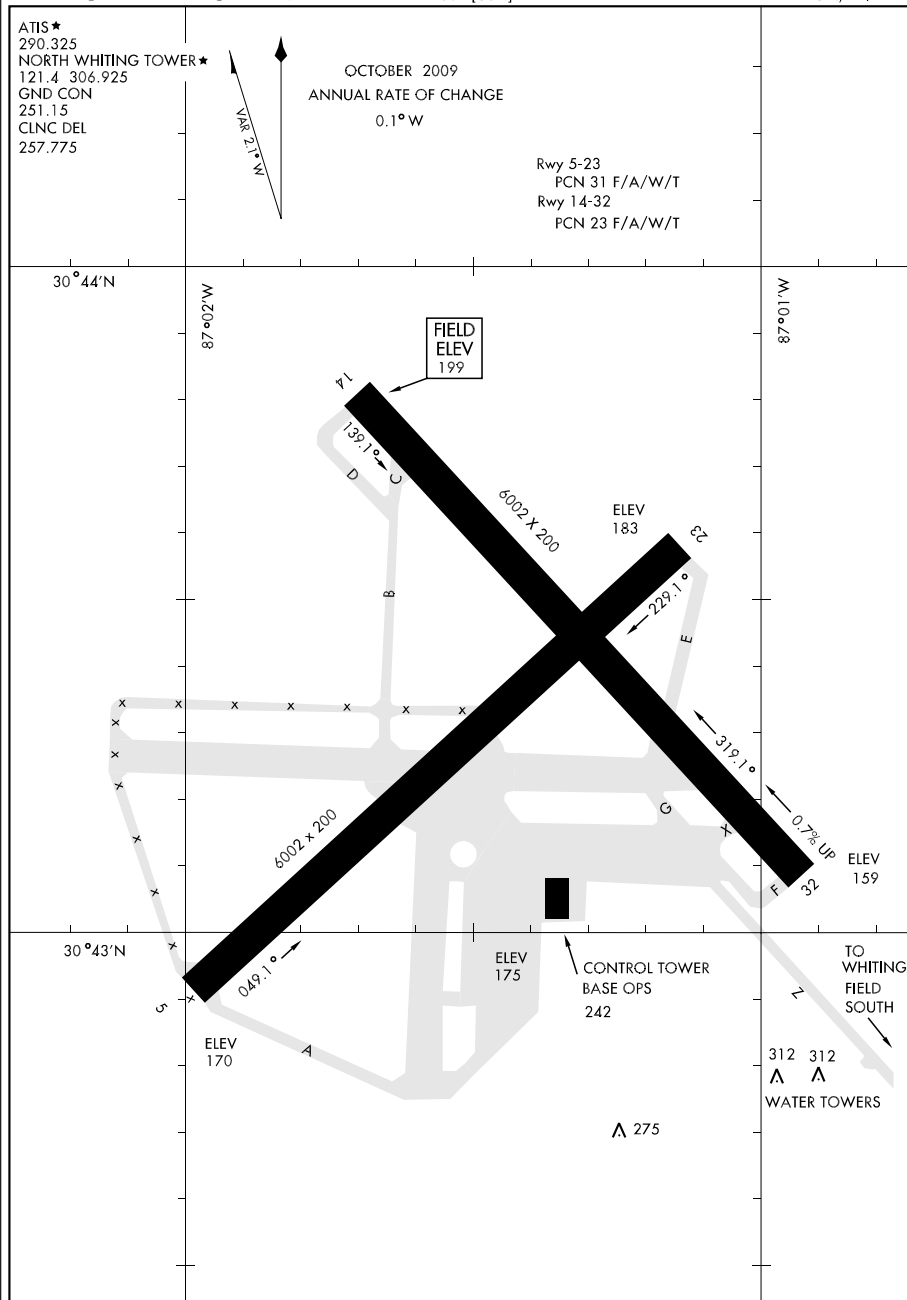 ATIS★
290.325
NORTH WHITING TOWER★
121.4 306.925
GND CON
251.15
CLNC DEL
257.775
VAR 2.1° W
OCTOBER 2009
ANNUAL RATE OF CHANGE
0.1° W
Rwy 5-23
PCN 31 F/A/W/T
Rwy 14-32
PCN 23 F/A/W/T
30°44'N
87°02'W
87°01'W
FIELD
ELEV
199
14
139.1°
D
C
6002 X 200
ELEV
183
23
229.1°
B
E
x x x x x x x
x
x
x
x
x
x
x
319.1°
G
X
0.7% UP
ELEV
159
6002 x 200
F
32
30°43'N
049.1°
ELEV
175
CONTROL TOWER
BASE OPS
242
TO
WHITING
FIELD
SOUTH
Z
5
ELEV
170
A
312 312
WATER TOWERS
275